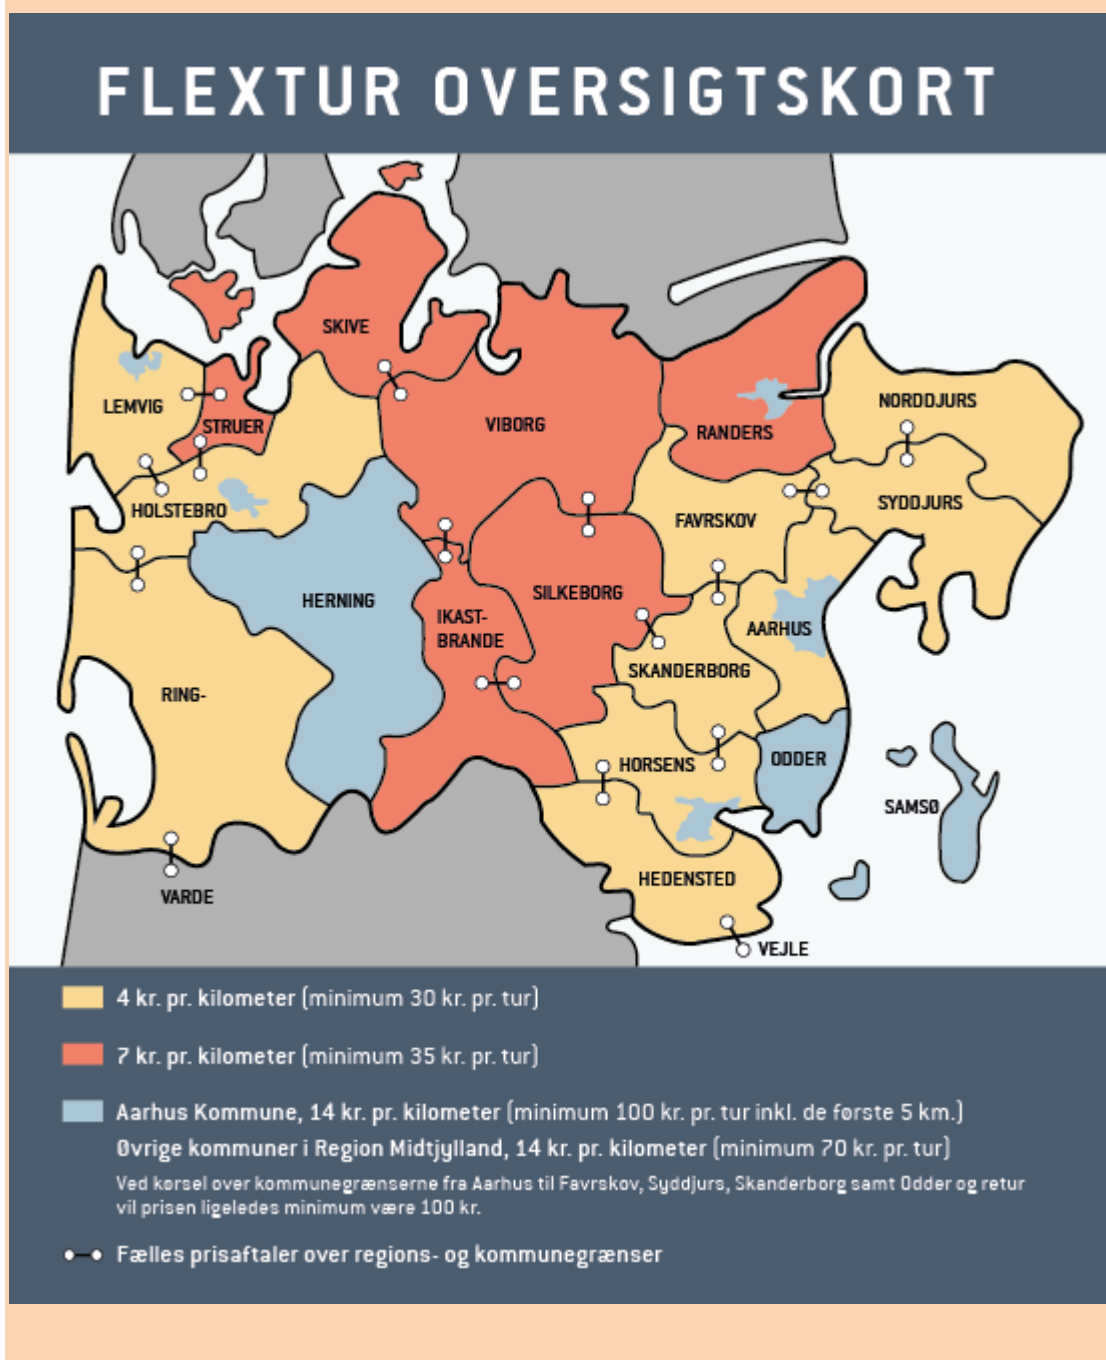 FLEXTUR OVERSIGTSKORT
SKIVE
LEMVIG
STRUER
VIBORG
RANDERS
NORDDJURS
HOLSTEBRO
FAVRSKOV
SYDDJURS
HERNING
SILKEBORG
IKAST-
BRANDE
AARHUS
SKANDERBORG
RING-
HORSENS
ODDER
SAMSØ
HEDENSTED
VARDE
VEJLE
4 kr. pr. kilometer (minimum 30 kr. pr. tur)
7 kr. pr. kilometer (minimum 35 kr. pr. tur)
Aarhus Kommune, 14 kr. pr. kilometer (minimum 100 kr. pr. tur inkl. de første 5 km.)
Øvrige kommuner i Region Midtjylland, 14 kr. pr. kilometer (minimum 70 kr. pr. tur)
Ved kørsel over kommunegrænserne fra Aarhus til Favrskov, Syddjurs, Skanderborg samt Odder og retur
vil prisen ligeledes minimum være 100 kr.
Fælles prisaftaler over regions- og kommunegrænser